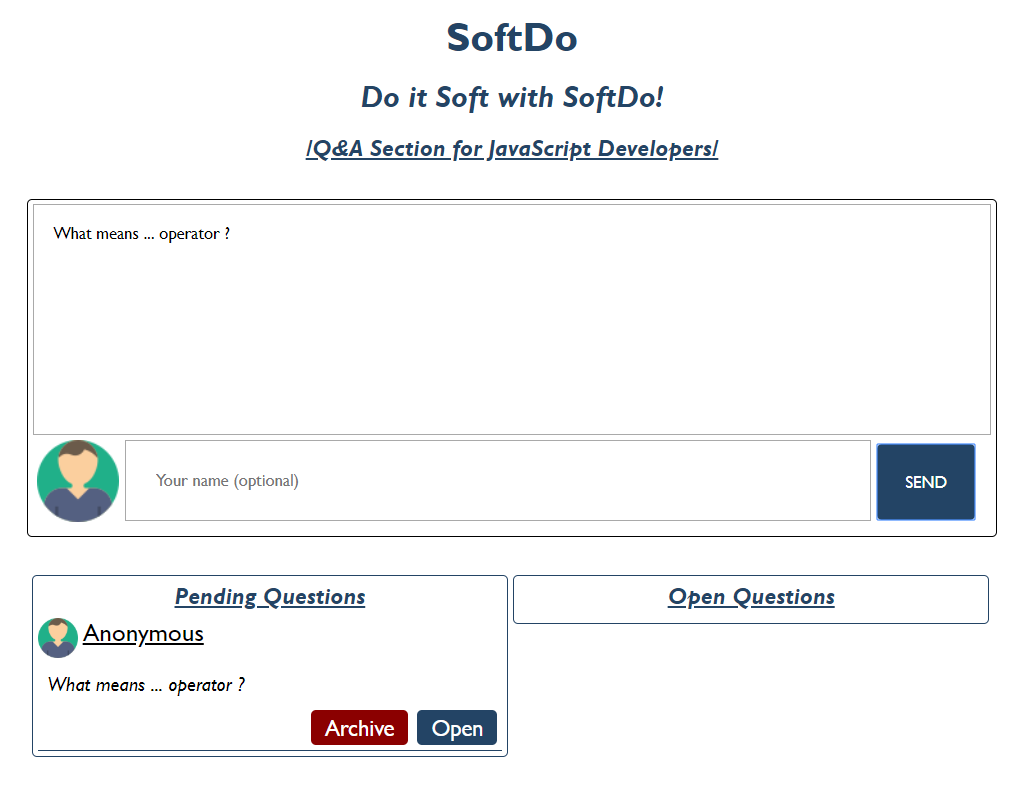 SoftDo
Do it Soft with SoftDo!
/Q&A Section for JavaScript Developers/
What means ... operator ?
Your name (optional)
SEND
Pending Questions
Anonymous
What means ... operator ?
Archive
Open
Open Questions